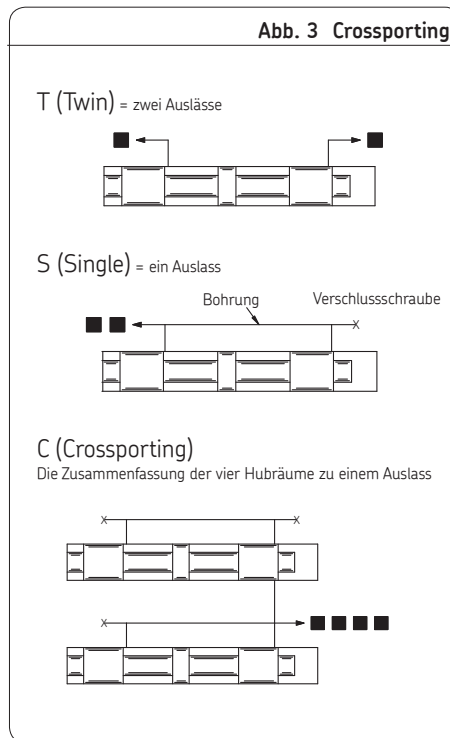 Abb. 3 Crossporting
T (Twin) = zwei Auslässe
S (Single) = ein Auslass
Bohrung
Verschlussschraube
C (Crossporting)
Die Zusammenfassung der vier Hubräume zu einem Auslass